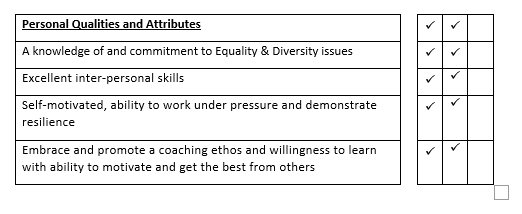 Personal Qualities and Attributes ✓ ✓
A knowledge of and commitment to Equality & Diversity issues ✓ ✓
Excellent inter-personal skills ✓ ✓
Self-motivated, ability to work under pressure and demonstrate ✓ ✓
resilience
Embrace and promote a coaching ethos and willingness to learn ✓ ✓
with ability to motivate and get the best from others